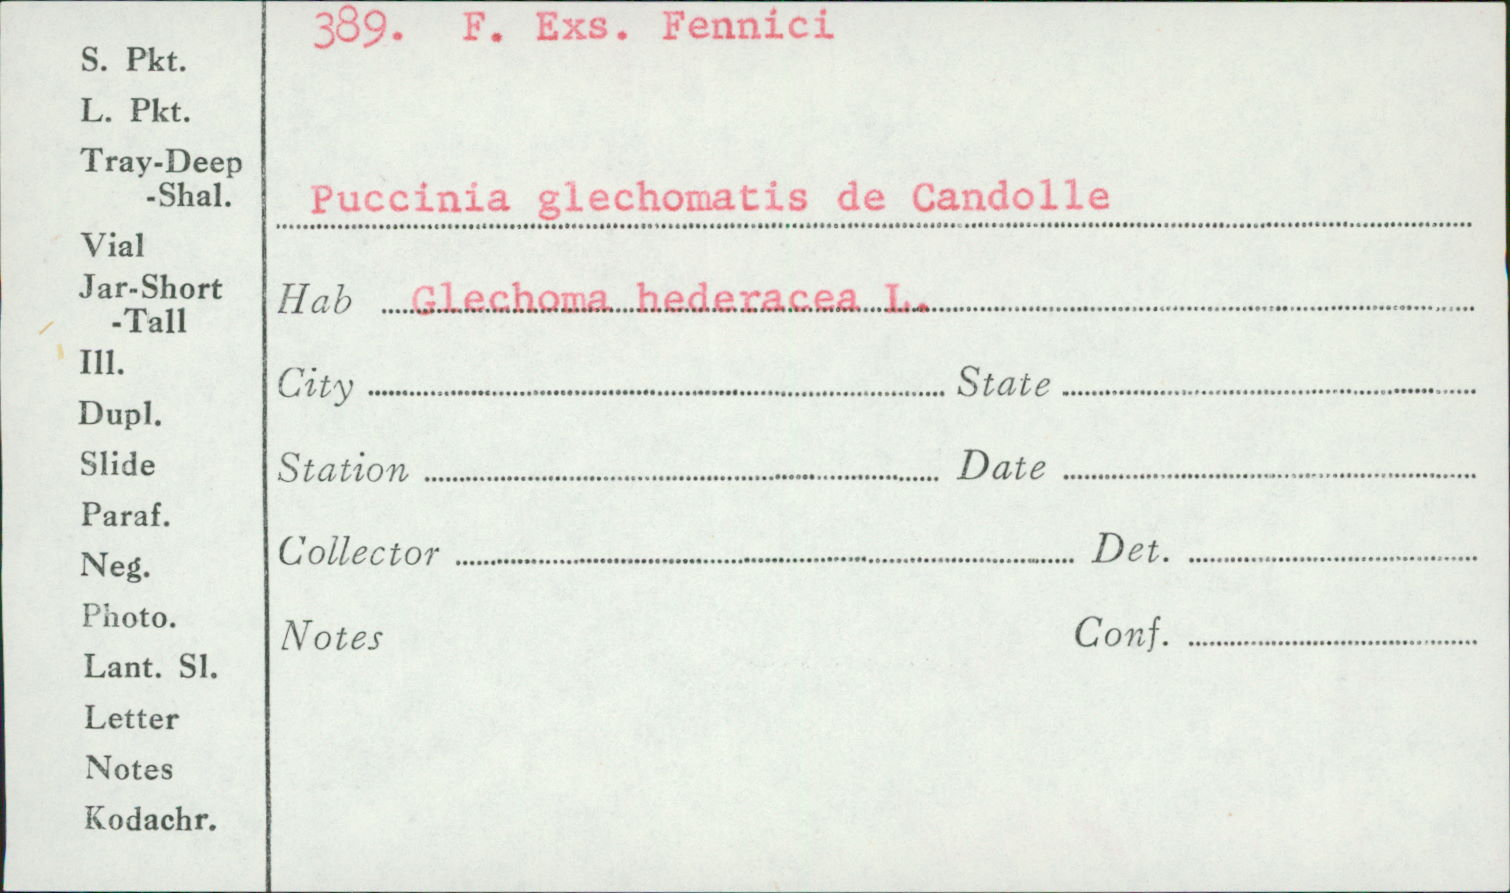 389. F. Exs. Fennici
S. Pkt.
L. Pkt.
Tray-Deep
-Shal.
Puccinia glechomatis de Candolle
Vial
Jar-Short
-Tall
Hab Glechoma hederacea L.
Ill.
City State
Dupl.
Slide
Station Date
Paraf.
Collector Det.
Neg.
Photo.
Notes Conf.
Lant. Sl.
Letter
Notes
Kodachr.